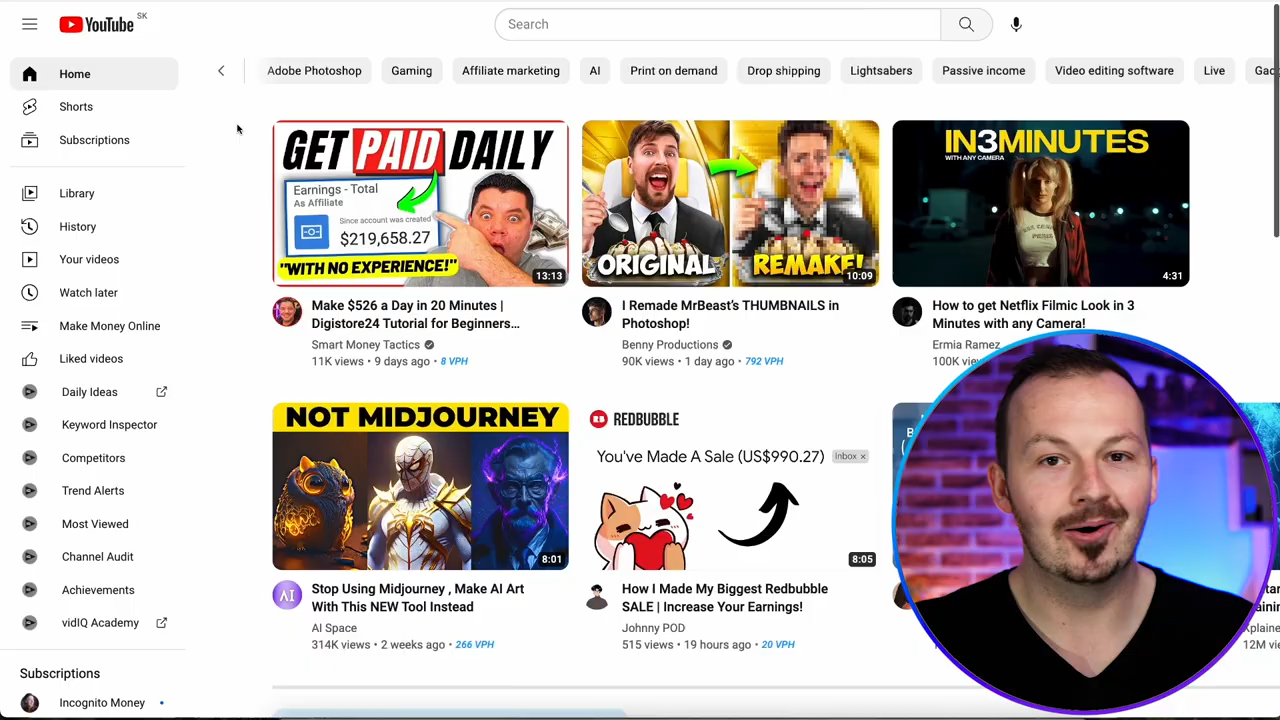 YouTube SK
Search
Home
Shorts
Subscriptions
Library
History
Your videos
Watch later
Make Money Online
Liked videos
Daily Ideas
Keyword Inspector
Competitors
Trend Alerts
Most Viewed
Channel Audit
Achievements
vidIQ Academy
Subscriptions
Incognito Money
Adobe Photoshop
Gaming
Affiliate marketing
AI
Print on demand
Drop shipping
Lightsabers
Passive income
Video editing software
Live
GET PAID DAILY
Earnings - Total
As Affiliate
Since account was created
$219,658.27
"WITH NO EXPERIENCE!"
13:13
Make $526 a Day in 20 Minutes |
Digistore24 Tutorial for Beginners…
Smart Money Tactics
11K views • 9 days ago • 8 VPH
ORIGINAL
REMAKE!
10:09
I Remade MrBeast's THUMBNAILS in
Photoshop!
Benny Productions
90K views • 1 day ago • 792 VPH
IN3MINUTES
WITH ANY CAMERA
4:31
How to get Netflix Filmic Look in 3
Minutes with any Camera!
Ermia Ramez
100K
NOT MIDJOURNEY
8:01
AI
Stop Using Midjourney , Make AI Art
With This NEW Tool Instead
AI Space
314K views • 2 weeks ago • 266 VPH
REDBUBBLE
You've Made A Sale (US$990.27)
Inbox ×
8:05
How I Made My Biggest Redbubble
SALE | Increase Your Earnings!
Johnny POD
515 views • 19 hours ago • 20 VPH
12M